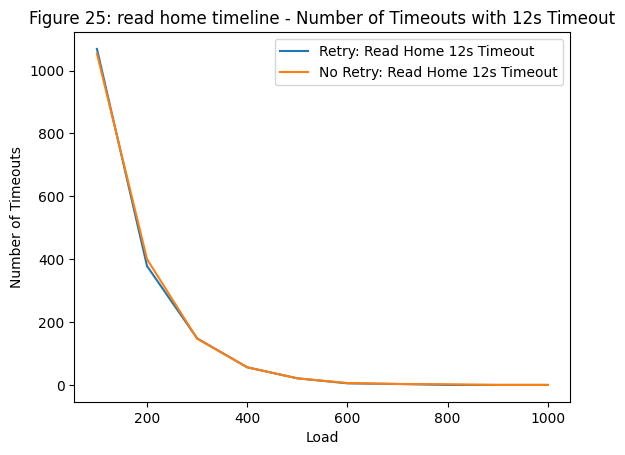 Figure 25: read home timeline - Number of Timeouts with 12s Timeout
Retry: Read Home 12s Timeout
No Retry: Read Home 12s Timeout
Number of Timeouts
1000
800
600
400
200
0
200
400
600
800
1000
Load